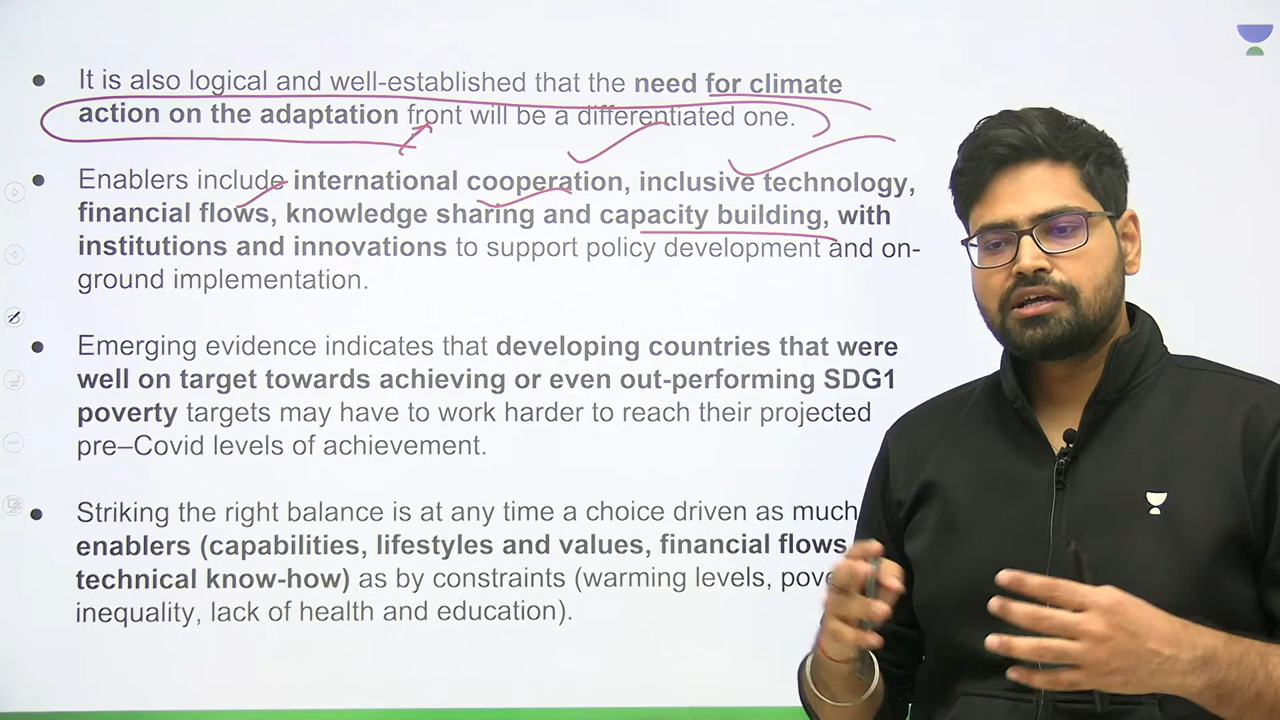 It is also logical and well-established that the need for climate
action on the adaptation front will be a differentiated one.
Enablers include international cooperation, inclusive technology,
financial flows, knowledge sharing and capacity building, with
institutions and innovations to support policy development and on-
ground implementation.
Emerging evidence indicates that developing countries that were
well on target towards achieving or even out-performing SDG1
poverty targets may have to work harder to reach their projected
pre–Covid levels of achievement.
Striking the right balance is at any time a choice driven as much
enablers (capabilities, lifestyles and values, financial flows
technical know-how) as by constraints (warming levels,
inequality, lack of health and education).